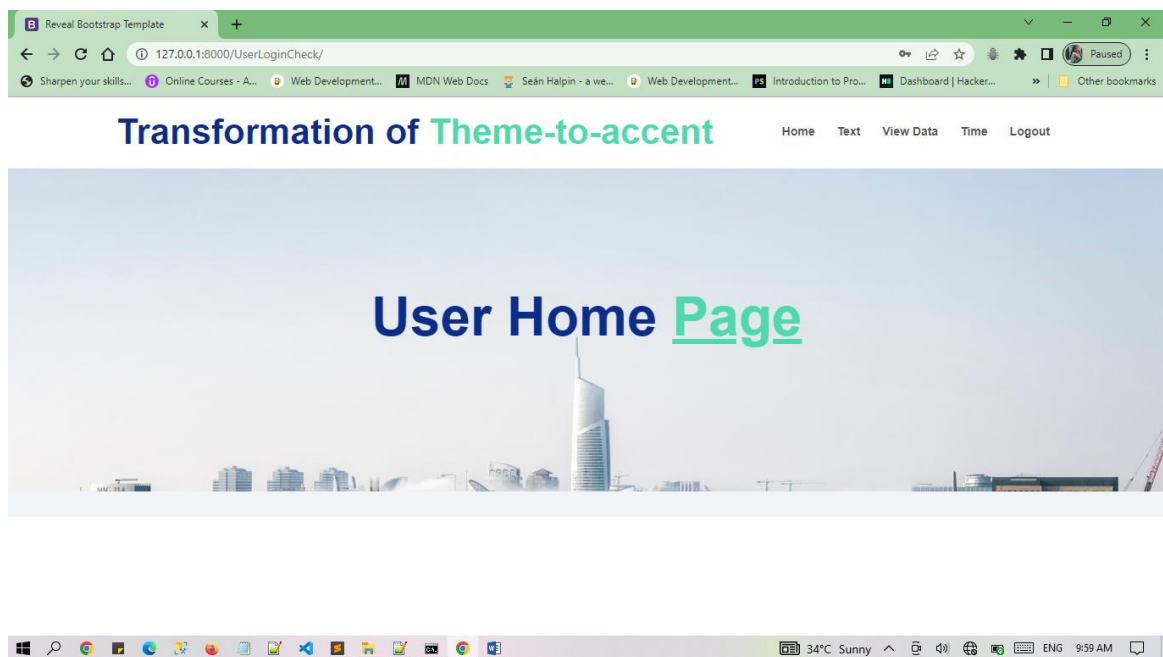 Reveal Bootstrap Template
127.0.0.1:8000/UserLoginCheck/
Paused
Sharpen your skills... Online Courses - A... Web Development... MDN Web Docs Seán Halpin - a we... Web Development... Introduction to Pro... Dashboard | Hacker... » Other bookmarks
Transformation of Theme-to-accent
Home Text View Data Time Logout
User Home Page
34°C Sunny ENG 9:59 AM